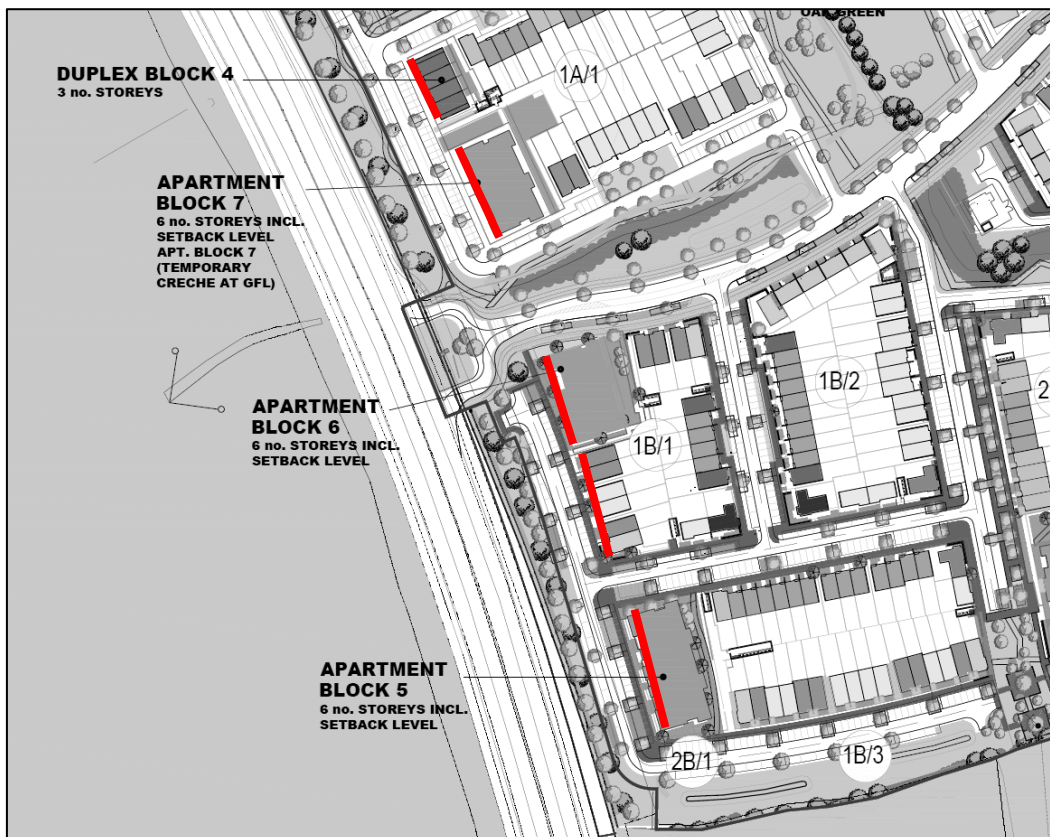 OAK GREEN
DUPLEX BLOCK 4
3 no. STOREYS
1A/1
APARTMENT
BLOCK 7
6 no. STOREYS INCL.
SETBACK LEVEL
APT. BLOCK 7
(TEMPORARY
CRECHE AT GFL)
1B/2
2
APARTMENT
BLOCK 6
6 no. STOREYS INCL.
SETBACK LEVEL
1B/1
APARTMENT
BLOCK 5
6 no. STOREYS INCL.
SETBACK LEVEL
2B/1
1B/3